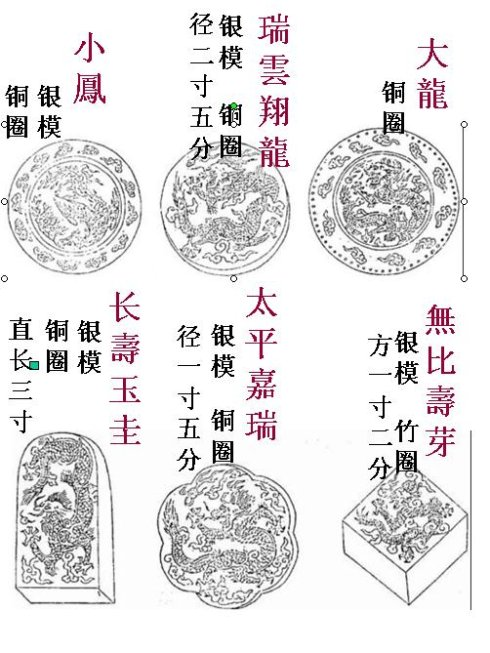 大龍
铜圈
瑞雲翔龍
银模 铜圈
径二寸五分
小鳳
银模
铜圈
無比壽芽
银模 竹圈
方一寸二分
太平嘉瑞
银模 铜圈
径一寸五分
长壽玉圭
银模
铜圈
直长三寸